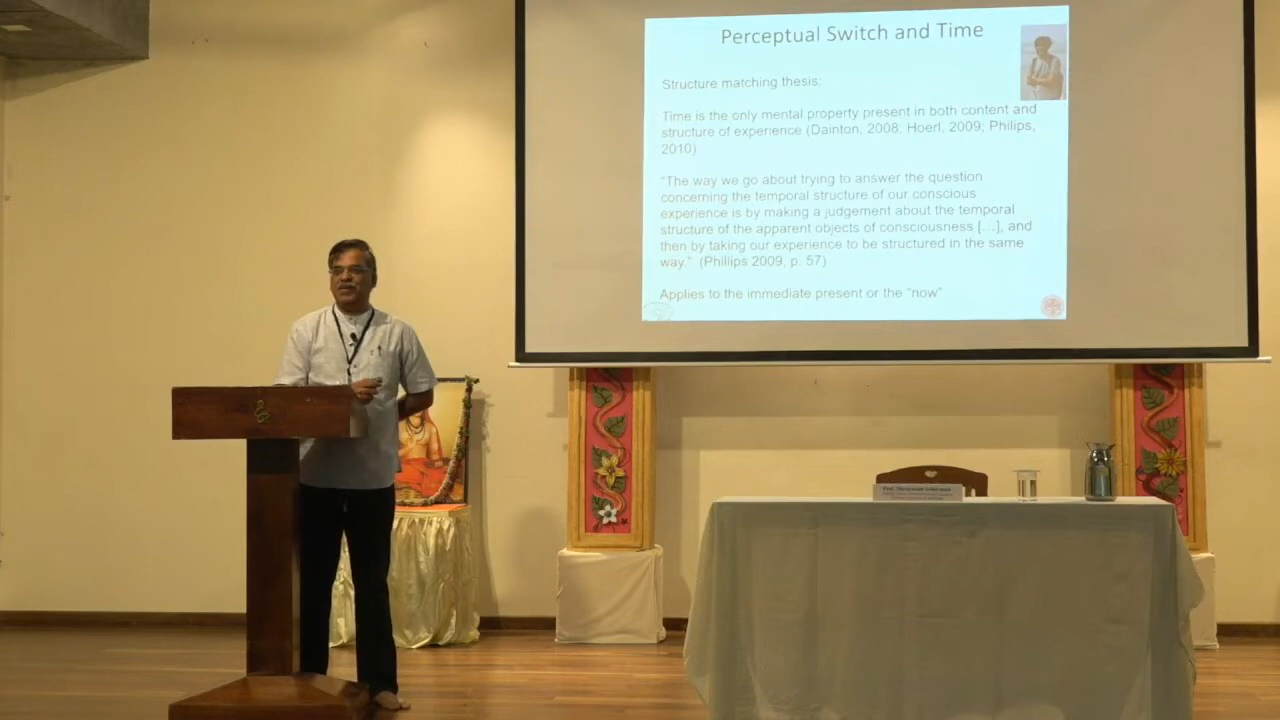 Perceptual Switch and Time
Structure matching thesis:
Time is the only mental property present in both content and
structure of experience (Dainton, 2008; Hoerl, 2009; Philips,
2010)
“The way we go about trying to answer the question
concerning the temporal structure of our conscious
experience is by making a judgement about the temporal
structure of the apparent objects of consciousness [...], and
then by taking our experience to be structured in the same
way.” (Phillips 2009, p. 57)
Applies to the immediate present or the “now”
Prof. Narayanan Srinivasan